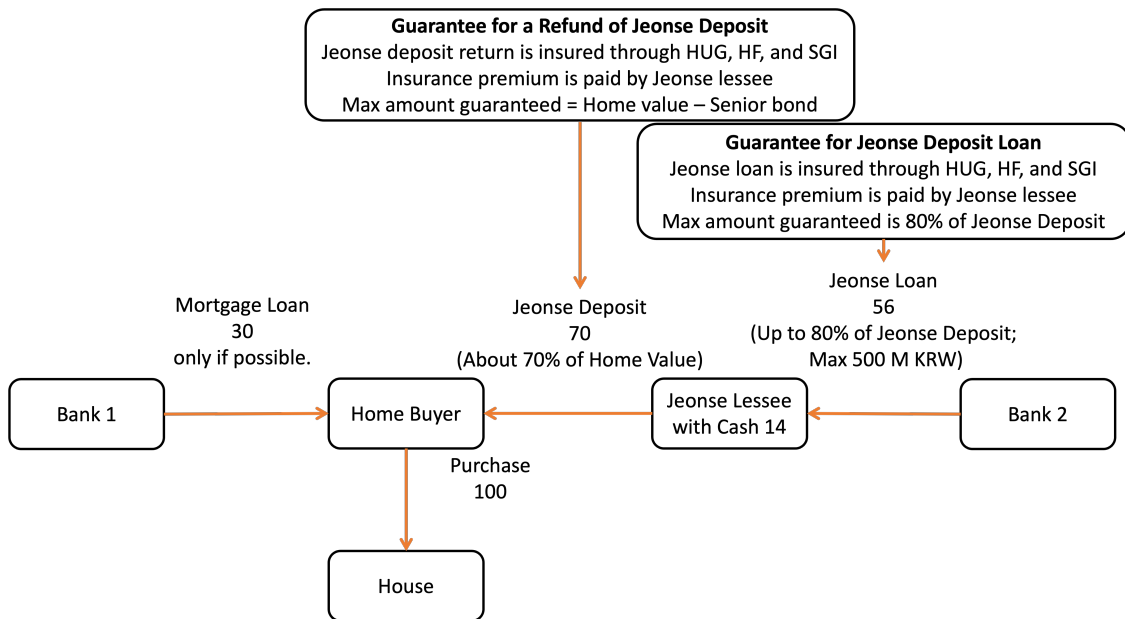 Guarantee for a Refund of Jeonse Deposit
Jeonse deposit return is insured through HUG, HF, and SGI
Insurance premium is paid by Jeonse lessee
Max amount guaranteed = Home value – Senior bond
Guarantee for Jeonse Deposit Loan
Jeonse loan is insured through HUG, HF, and SGI
Insurance premium is paid by Jeonse lessee
Max amount guaranteed is 80% of Jeonse Deposit
Mortgage Loan
30
only if possible.
Jeonse Deposit
70
(About 70% of Home Value)
Jeonse Loan
56
(Up to 80% of Jeonse Deposit;
Max 500 M KRW)
Bank 1
Home Buyer
Jeonse Lessee
with Cash 14
Bank 2
Purchase
100
House